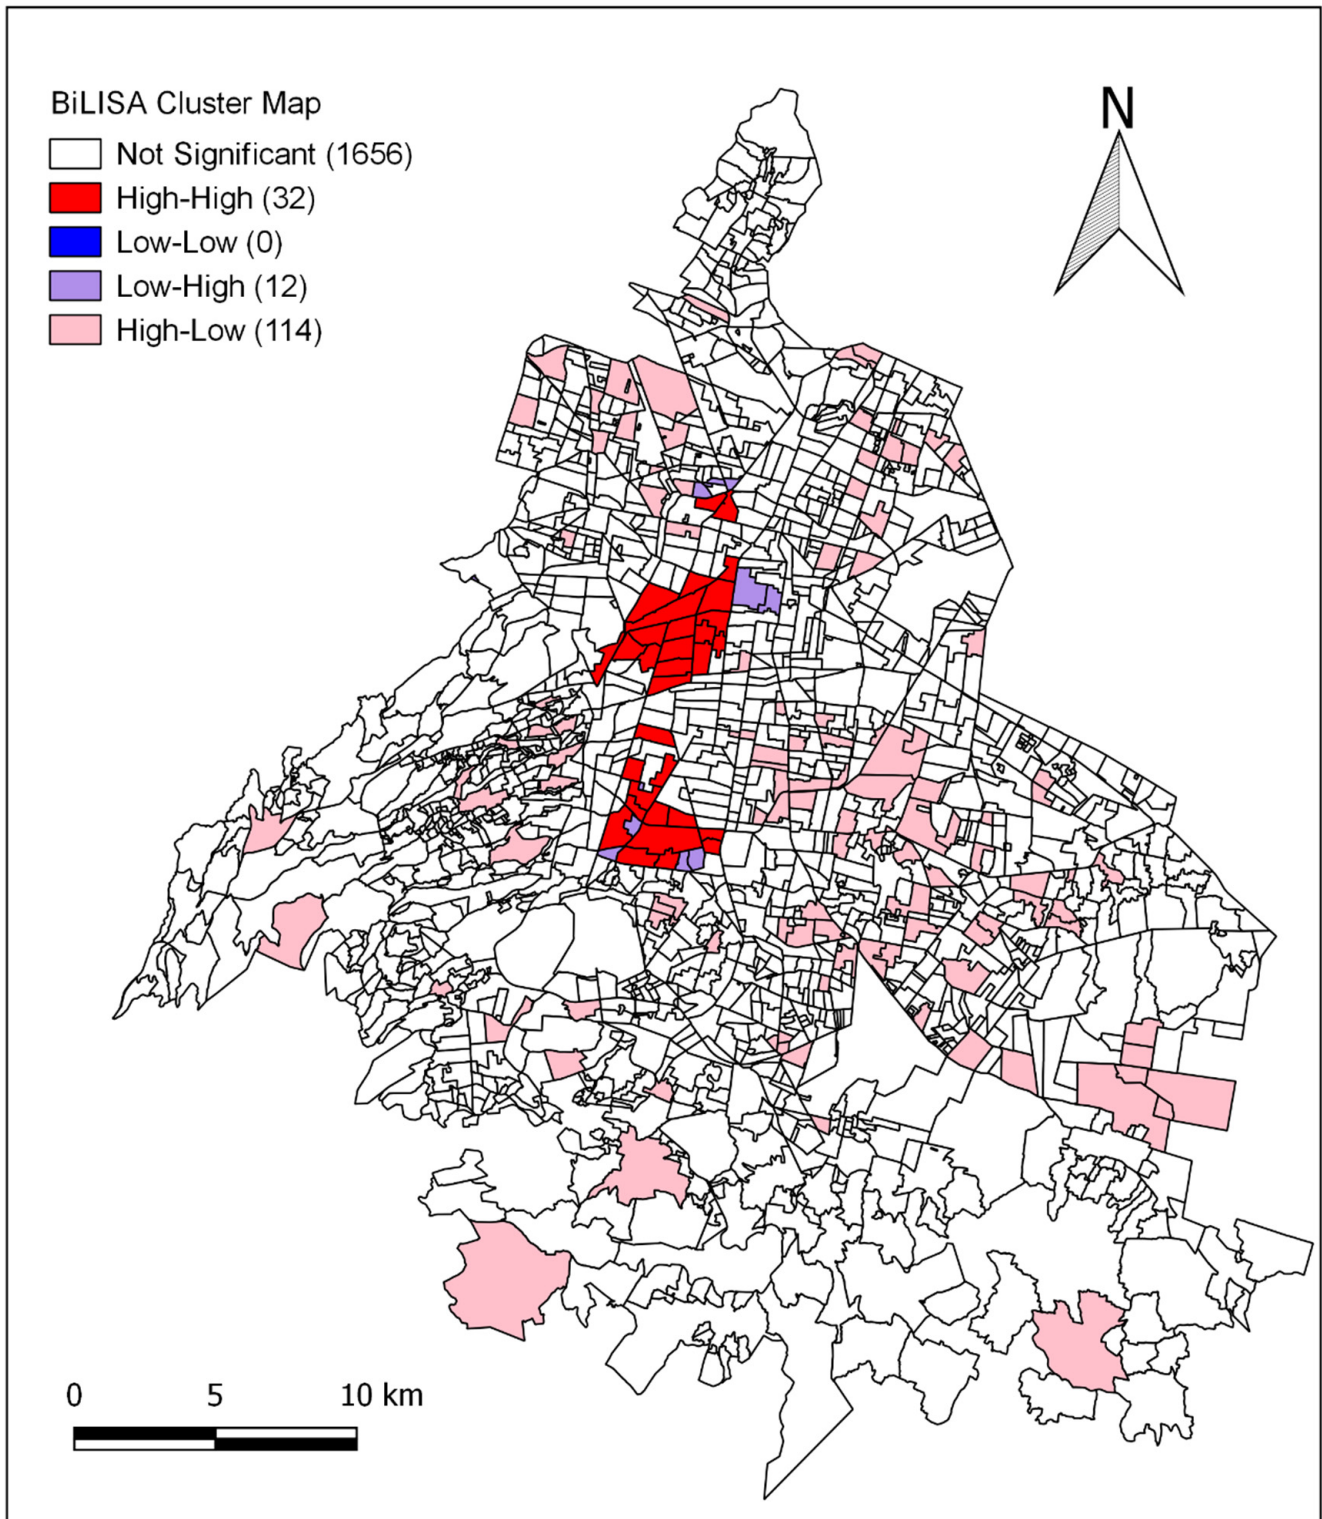 BiLISA Cluster Map
Not Significant (1656)
High-High (32)
Low-Low (0)
Low-High (12)
High-Low (114)
N
0 5 10 km